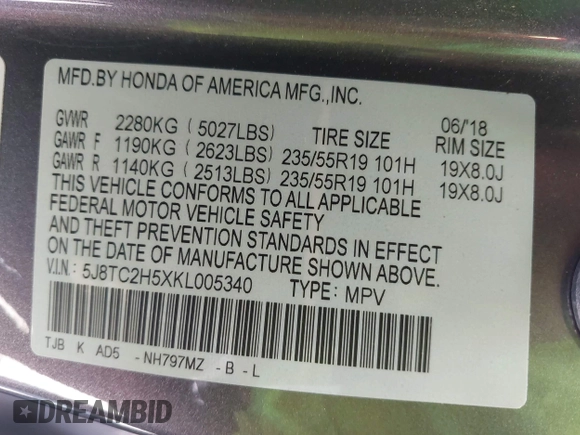 MFD.BY HONDA OF AMERICA MFG.,INC.
06/'18
GVWR 2280KG ( 5027LBS) TIRE SIZE RIM SIZE
GAWR F 1190KG ( 2623LBS) 235/55R19 101H 19X8.0J
GAWR R 1140KG ( 2513LBS) 235/55R19 101H 19X8.0J
THIS VEHICLE CONFORMS TO ALL APPLICABLE
FEDERAL MOTOR VEHICLE SAFETY
AND THEFT PREVENTION STANDARDS IN EFFECT
ON THE DATE OF MANUFACTURE SHOWN ABOVE.
V.I.N.: 5J8TC2H5XKL005340 TYPE: MPV
TJB K AD5 -NH797MZ -B -L
DREAMBID